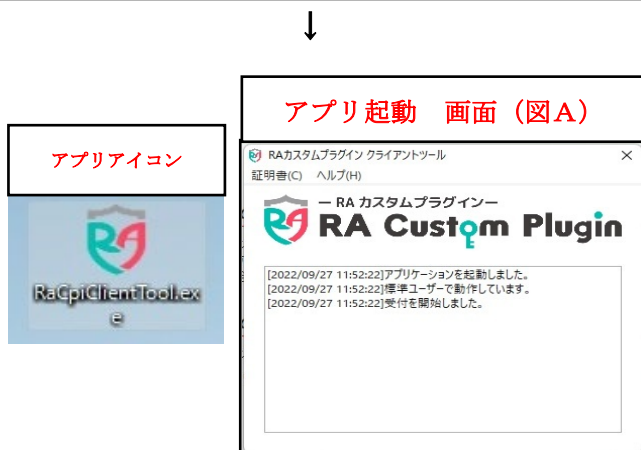 ↓
アプリ起動　画面（図A）
アプリアイコン
RaCpiClientTool.ex
e
RAカスタムプラグイン クライアントツール
証明書(C) ヘルプ(H)
RA
ー RA カスタムプラグインー
RA Custom Plugin
[2022/09/27 11:52:22]アプリケーションを起動しました。
[2022/09/27 11:52:22]標準ユーザーで動作しています。
[2022/09/27 11:52:22]受付を開始しました。